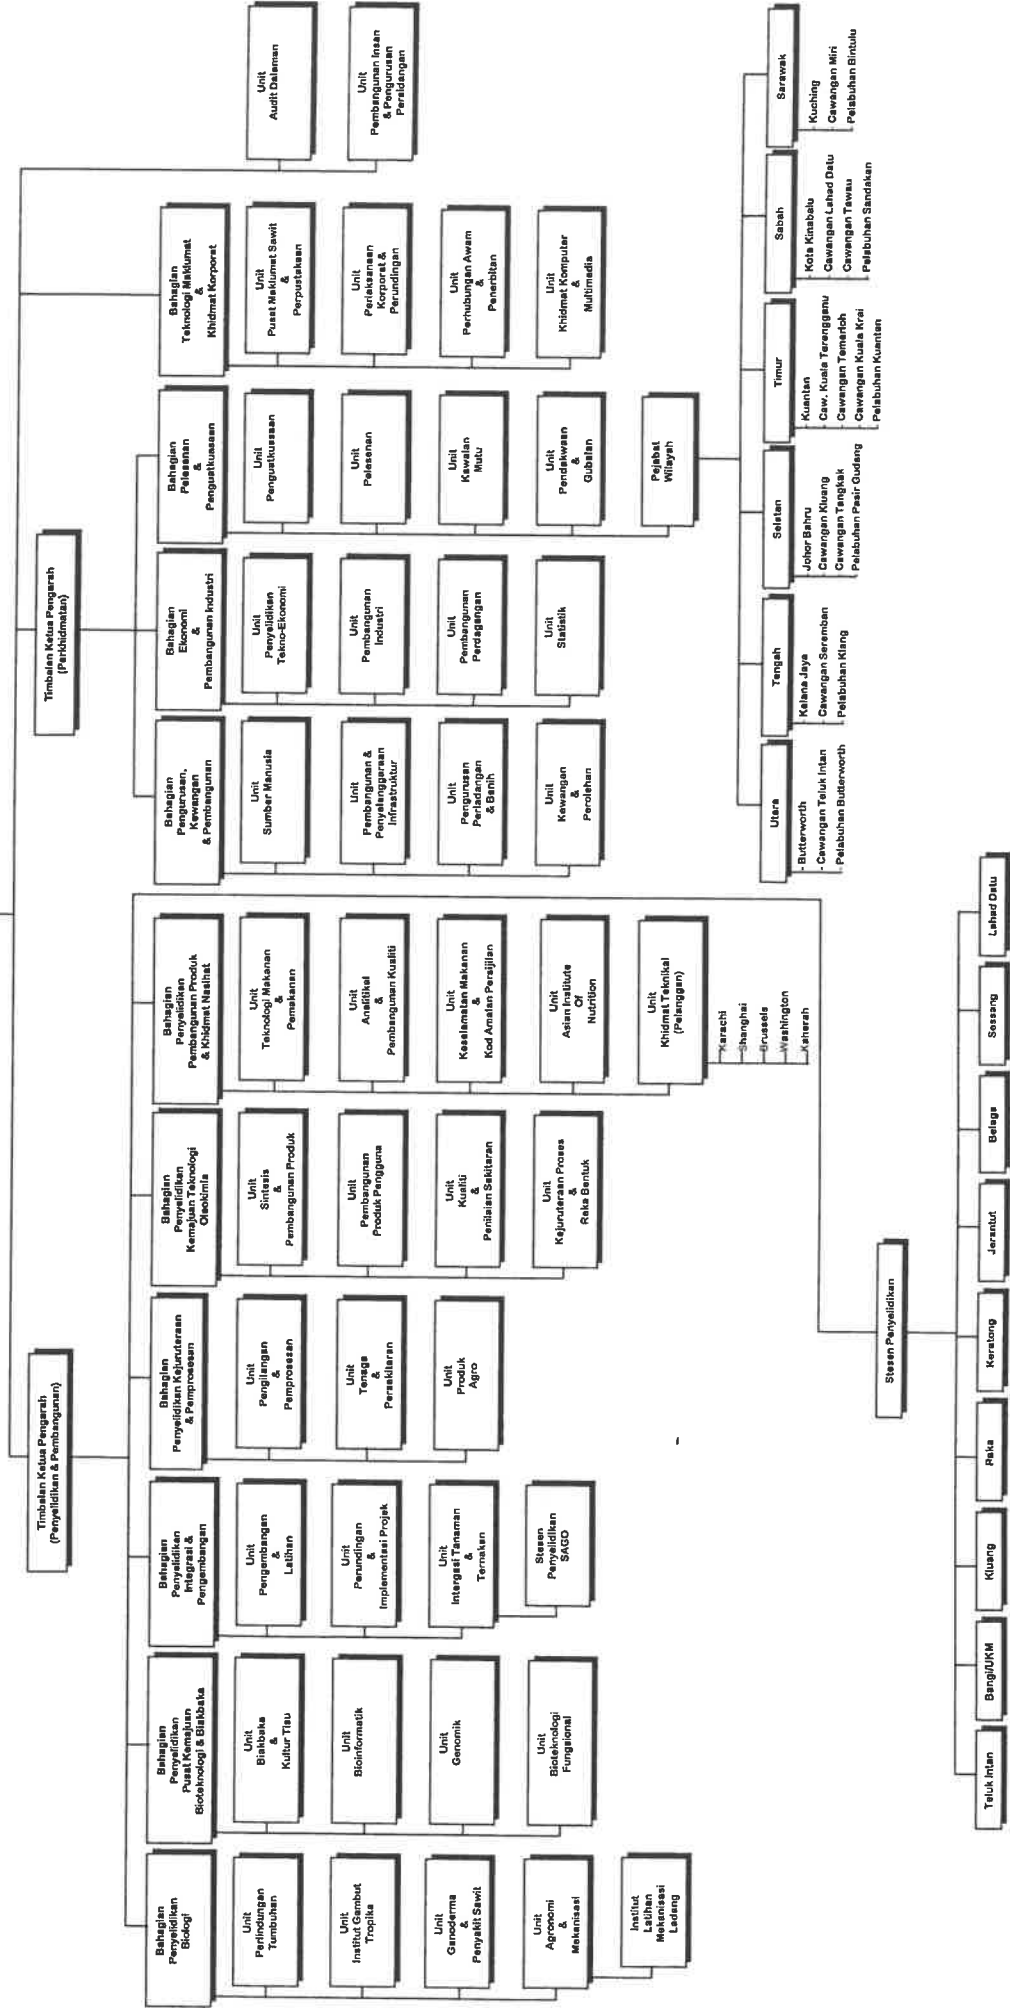 Timbalan Ketua Pengarah
(Penyelidikan & Pembangunan)
Timbalan Ketua Pengarah
(Perkhidmatan)
Bahagian
Penyelidikan
Biologi
Unit
Perlindungan
Tumbuhan
Unit
Institut Gambut
Tropika
Unit
Ganoderma
&
Penyakit Sawit
Unit
Agronomi
&
Mekanisasi
Institut
Latihan
Mekanisasi
Ladang
Bahagian
Penyelidikan
Pusat Kemajuan
Bioteknologi & Biakbaka
Unit
Biakbaka
&
Kultur Tisu
Unit
Bioinformatik
Unit
Genomik
Unit
Bioteknologi
Fungsional
Bahagian
Penyelidikan
Integrasi &
Pengembangan
Unit
Pengembangan
&
Latihan
Unit
Perundingan
&
Implementasi Projek
Unit
Intergasi Tanaman
&
Ternakan
Stesen
Penyelidikan
SAGO
Bahagian
Penyelidikan Kejuruteraan
& Pemprosesan
Unit
Pengilangan
&
Pemprosesan
Unit
Tenaga
&
Persekitaran
Unit
Produk
Agro
Bahagian
Penyelidikan
Kemajuan Teknologi
Oleokimia
Unit
Sintesis
&
Pembangunan Produk
Unit
Pembangunan
Produk Pengguna
Unit
Kualiti
&
Penilaian Sekitaran
Unit
Kejuruteraan Proses
&
Reka Bentuk
Bahagian
Penyelidikan
Pembangunan Produk
& Khidmat Nasihat
Unit
Teknologi Makanan
&
Pemakanan
Unit
Analitikal
&
Pembangunan Kualiti
Unit
Keselamatan Makanan
&
Kod Amalan Persijilan
Unit
Asian Institute
Of
Nutrition
Unit
Khidmat Teknikal
(Pelanggan)
Karachi
Shanghai
Brussels
Washington
Kaherah
Bahagian
Pengurusan,
Kewangan
& Pembangunan
Unit
Sumber Manusia
Unit
Pembangunan &
Penyelanggaraan
Infrastruktur
Unit
Pengurusan
Perladangan
& Benih
Unit
Kewangan
&
Perolehan
Bahagian
Ekonomi
&
Pembangunan Industri
Unit
Penyelidikan
Tekno-Ekonomi
Unit
Pembangunan
Industri
Unit
Pembangunan
Perdagangan
Unit
Statistik
Bahagian
Pelesenan
&
Penguatkuasaan
Unit
Penguatkuasaan
Unit
Pelesenan
Unit
Kawalan
Mutu
Unit
Pendakwaan
&
Gubalan
Pejabat
Wilayah
Bahagian
Teknologi Maklumat
&
Khidmat Korporat
Unit
Pusat Maklumat Sawit
&
Perpustakaan
Unit
Perlaksanaan
Korporat &
Perundingan
Unit
Perhubungan Awam
&
Penerbitan
Unit
Khidmat Komputer
&
Multimedia
Unit
Audit Dalaman
Unit
Pembangunan Insan
& Pengurusan
Persidangan
Utara
- Butterworth
- Cawangan Teluk Intan
Pelabuhan Butterworth
Tengah
Kelana Jaya
Cawangan Seremban
Pelabuhan Klang
Selatan
Johor Bahru
Cawangan Kluang
Cawangan Tangkak
Pelabuhan Pasir Gudang
Timur
Kuantan
Caw. Kuala Terengganu
Cawangan Temerloh
Cawangan Kuala Krai
Pelabuhan Kuantan
Sabah
Kota Kinabalu
Cawangan Lahad Datu
Cawangan Tawau
Pelabuhan Sandakan
Sarawak
Kuching
Cawangan Miri
Pelabuhan Bintulu
Stesen Penyelidikan
Teluk Intan
Bangi/UKM
Kluang
Paka
Keratong
Jerantut
Belaga
Sessang
Lahad Datu